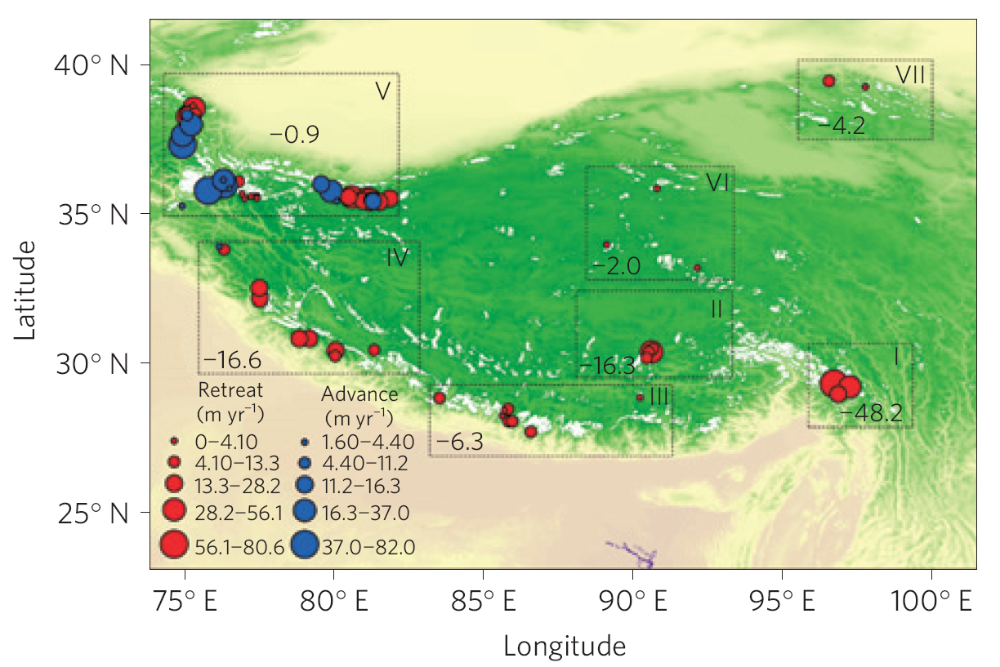 40° N
35° N
30° N
25° N
Latitude
V
−0.9
VII
−4.2
VI
−2.0
IV
−16.6
II
−16.3
I
−48.2
III
−6.3
Retreat
(m yr⁻¹)
0–4.10
4.10–13.3
13.3–28.2
28.2–56.1
56.1–80.6
Advance
(m yr⁻¹)
1.60–4.40
4.40–11.2
11.2–16.3
16.3–37.0
37.0–82.0
75° E
80° E
85° E
90° E
95° E
100° E
Longitude